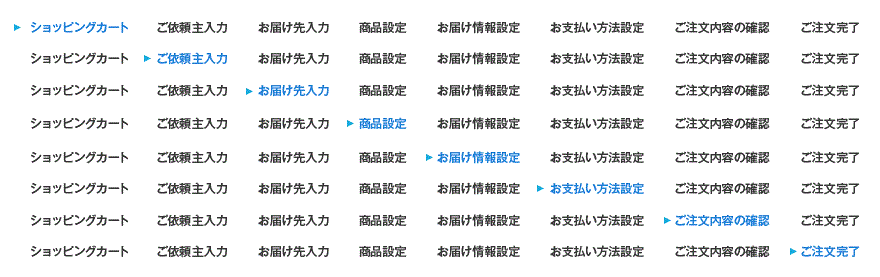 ▶ ショッピングカート ご依頼主入力 お届け先入力 商品設定 お届け情報設定 お支払い方法設定 ご注文内容の確認 ご注文完了
ショッピングカート ▶ ご依頼主入力 お届け先入力 商品設定 お届け情報設定 お支払い方法設定 ご注文内容の確認 ご注文完了
ショッピングカート ご依頼主入力 ▶ お届け先入力 商品設定 お届け情報設定 お支払い方法設定 ご注文内容の確認 ご注文完了
ショッピングカート ご依頼主入力 お届け先入力 ▶ 商品設定 お届け情報設定 お支払い方法設定 ご注文内容の確認 ご注文完了
ショッピングカート ご依頼主入力 お届け先入力 商品設定 ▶ お届け情報設定 お支払い方法設定 ご注文内容の確認 ご注文完了
ショッピングカート ご依頼主入力 お届け先入力 商品設定 お届け情報設定 ▶ お支払い方法設定 ご注文内容の確認 ご注文完了
ショッピングカート ご依頼主入力 お届け先入力 商品設定 お届け情報設定 お支払い方法設定 ▶ ご注文内容の確認 ご注文完了
ショッピングカート ご依頼主入力 お届け先入力 商品設定 お届け情報設定 お支払い方法設定 ご注文内容の確認 ▶ ご注文完了